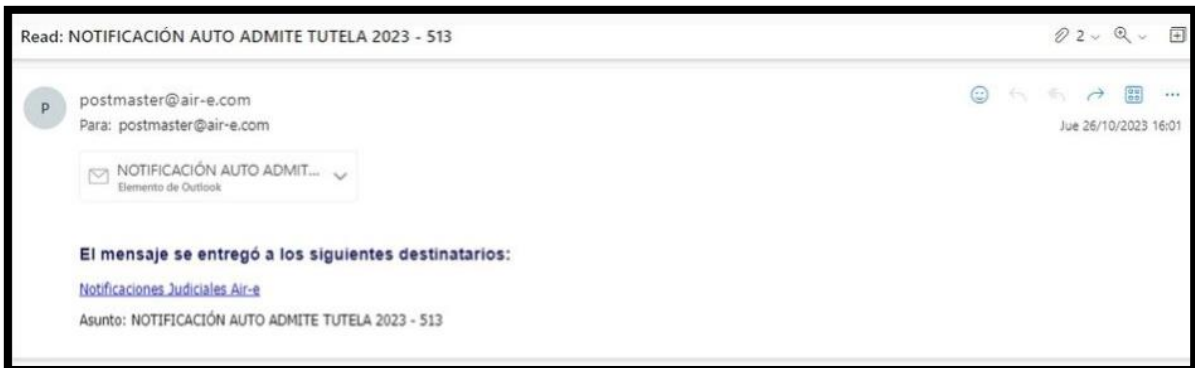 Read: NOTIFICACIÓN AUTO ADMITE TUTELA 2023 - 513
2
P
postmaster@air-e.com
Para: postmaster@air-e.com
Jue 26/10/2023 16:01
NOTIFICACIÓN AUTO ADMIT...
Elemento de Outlook
El mensaje se entregó a los siguientes destinatarios:
Notificaciones Judiciales Air-e
Asunto: NOTIFICACIÓN AUTO ADMITE TUTELA 2023 - 513